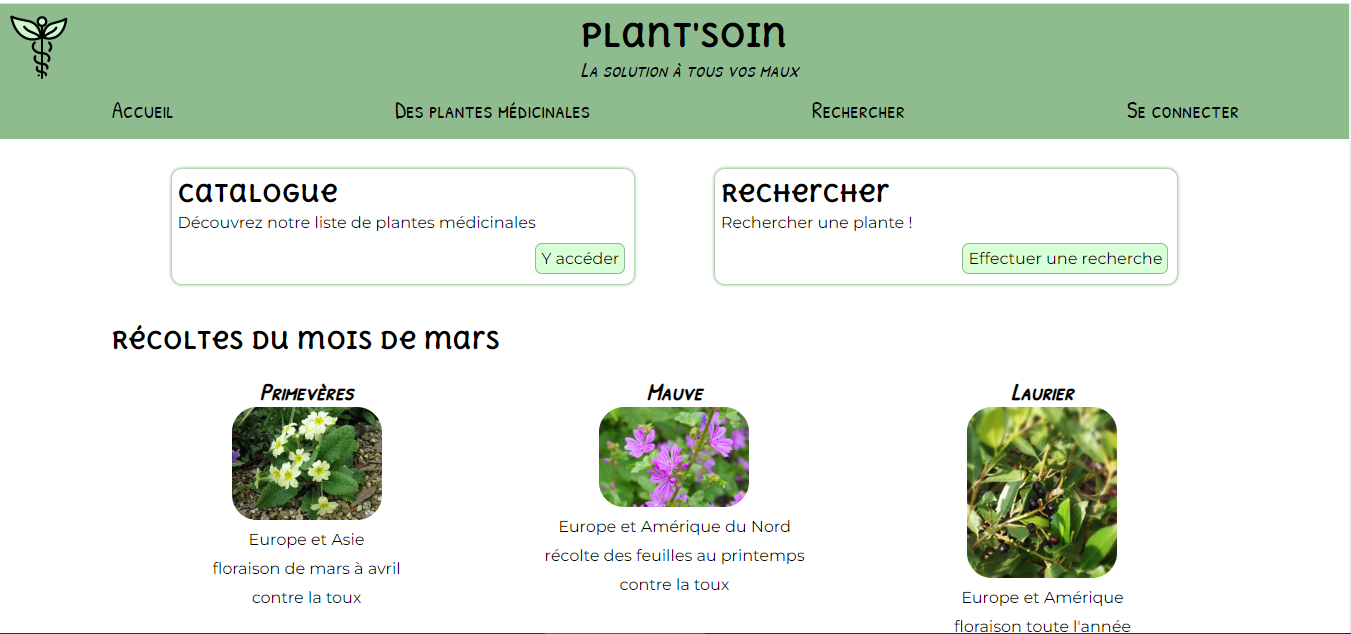 Plant'Soin
La solution à tous vos maux
Accueil
Des plantes médicinales
Rechercher
Se connecter
Catalogue
Découvrez notre liste de plantes médicinales
Y accéder
Rechercher
Rechercher une plante !
Effectuer une recherche
Récoltes du mois de mars
Primevères
Europe et Asie
floraison de mars à avril
contre la toux
Mauve
Europe et Amérique du Nord
récolte des feuilles au printemps
contre la toux
Laurier
Europe et Amérique
floraison toute l'année